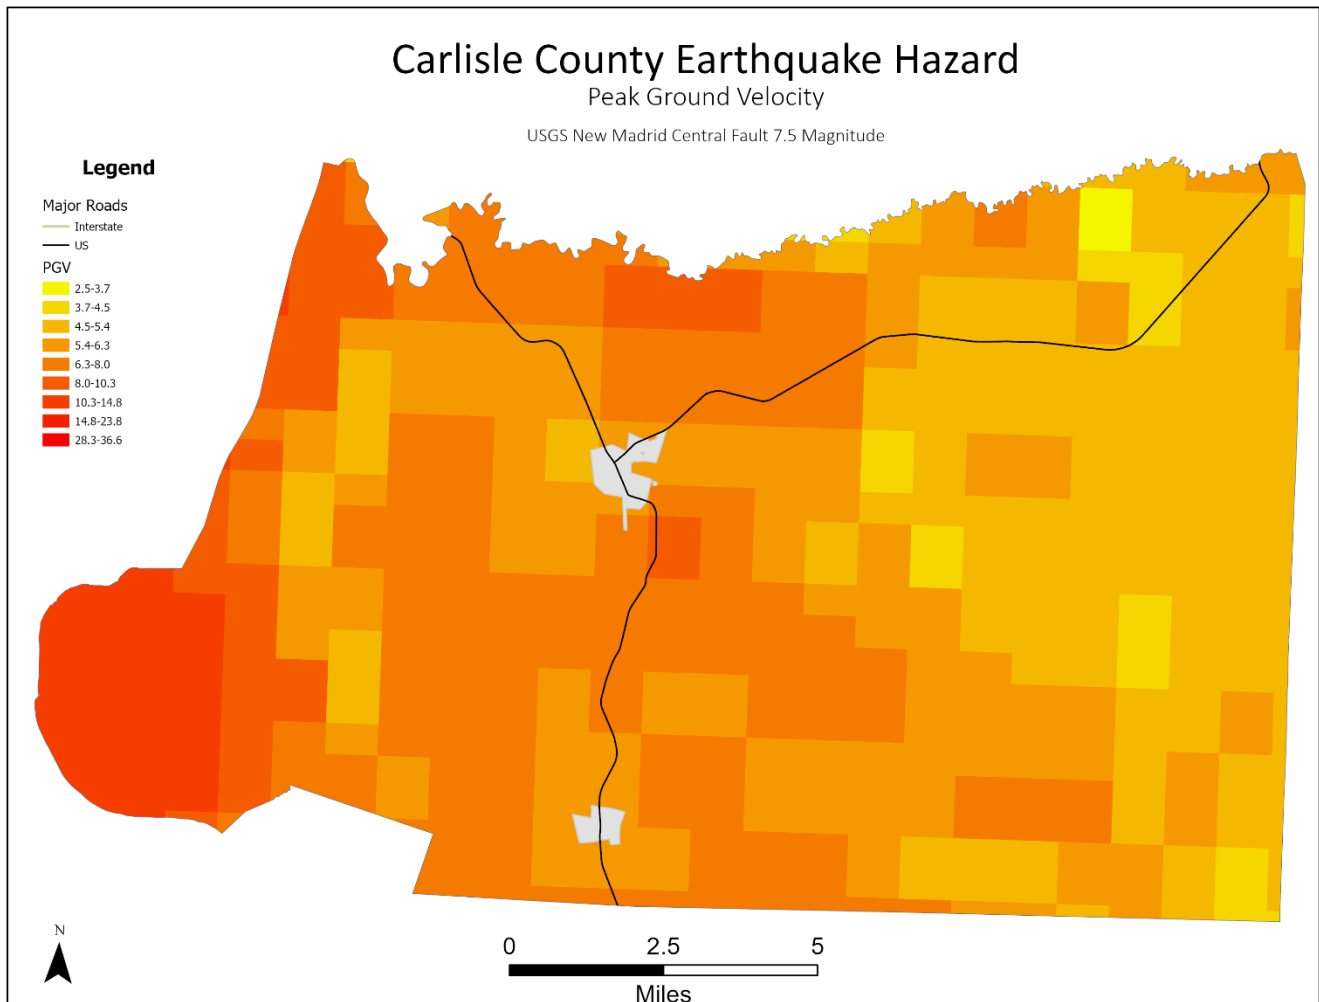 Carlisle County Earthquake Hazard
Peak Ground Velocity
USGS New Madrid Central Fault 7.5 Magnitude
Legend
Major Roads
Interstate
US
PGV
2.5-3.7
3.7-4.5
4.5-5.4
5.4-6.3
6.3-8.0
8.0-10.3
10.3-14.8
14.8-23.8
28.3-36.6
N
0 2.5 5
Miles